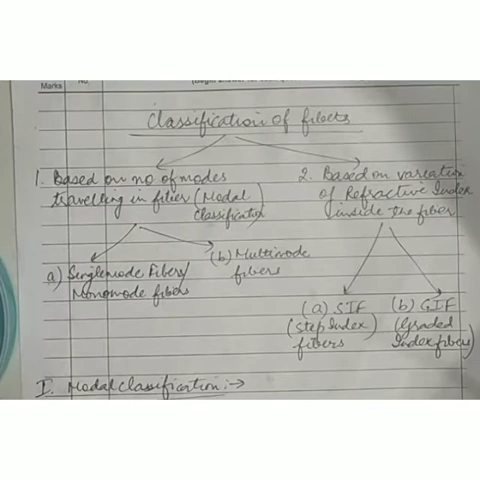 Marks
No.
Classification of fibers
1. Based on no of modes
travelling in fiber (Modal
Classification
2. Based on variation
of Refractive Index
inside the fiber
a) Singlemode Fibers/
Monomode fibers
(b) Multimode
fibers
(a) SIF
(Step Index)
fibers
(b) GIF
(Graded
Index fibers)
I. Modal classification :->